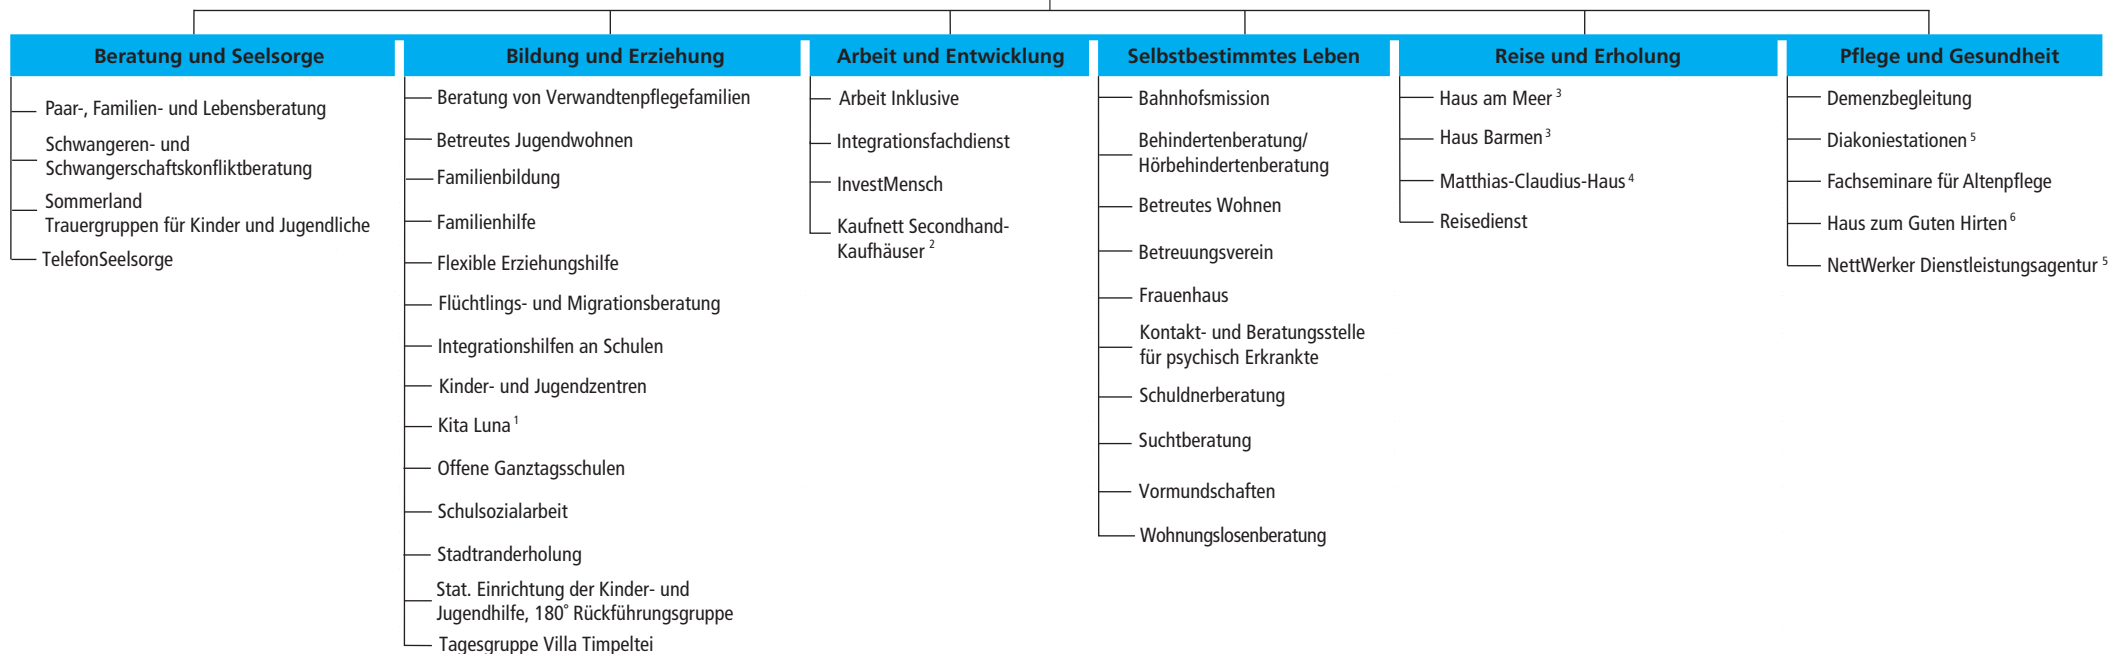 Beratung und Seelsorge
Paar-, Familien- und Lebensberatung
Schwangeren- und
Schwangerschaftskonfliktberatung
Sommerland
Trauergruppen für Kinder und Jugendliche
TelefonSeelsorge
Bildung und Erziehung
Beratung von Verwandtenpflegefamilien
Betreutes Jugendwohnen
Familienbildung
Familienhilfe
Flexible Erziehungshilfe
Flüchtlings- und Migrationsberatung
Integrationshilfen an Schulen
Kinder- und Jugendzentren
Kita Luna ¹
Offene Ganztagsschulen
Schulsozialarbeit
Stadtranderholung
Stat. Einrichtung der Kinder- und
Jugendhilfe, 180° Rückführungsgruppe
Tagesgruppe Villa Timpeltei
Arbeit und Entwicklung
Arbeit Inklusive
Integrationsfachdienst
InvestMensch
Kaufnett Secondhand-
Kaufhäuser ²
Selbstbestimmtes Leben
Bahnhofsmission
Behindertenberatung/
Hörbehindertenberatung
Betreutes Wohnen
Betreuungsverein
Frauenhaus
Kontakt- und Beratungsstelle
für psychisch Erkrankte
Schuldnerberatung
Suchtberatung
Vormundschaften
Wohnungslosenberatung
Reise und Erholung
Haus am Meer ³
Haus Barmen ³
Matthias-Claudius-Haus ⁴
Reisedienst
Pflege und Gesundheit
Demenzbegleitung
Diakoniestationen ⁵
Fachseminare für Altenpflege
Haus zum Guten Hirten ⁶
NettWerker Dienstleistungsagentur ⁵